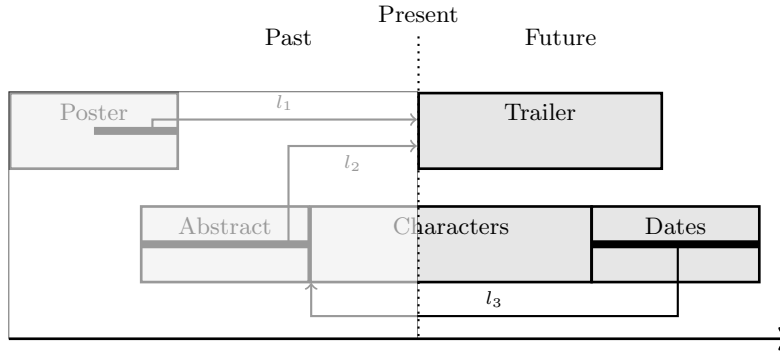 Present
Past
Future
Poster
l1
Trailer
l2
Abstract
Characters
Dates
l3